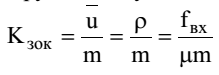 K_зок = u̅/m = ρ/m = f_вх/μm